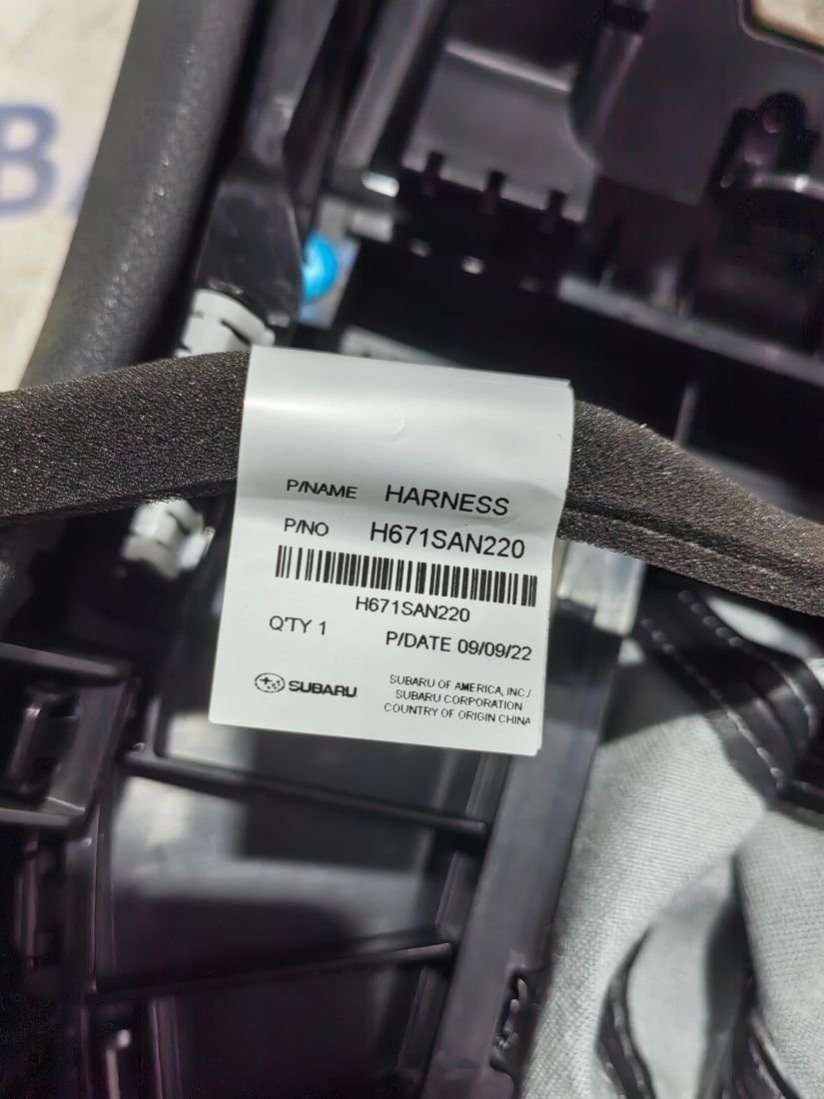 BA
P/NAME HARNESS
P/NO H671SAN220
H671SAN220
Q'TY 1 P/DATE 09/09/22
SUBARU
SUBARU OF AMERICA, INC /
SUBARU CORPORATION
COUNTRY OF ORIGIN CHINA